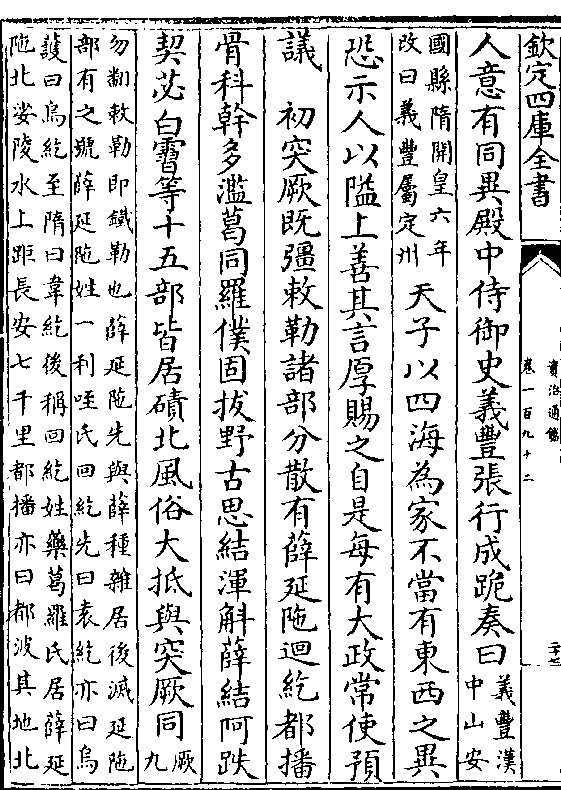 欽定四庫全書
資治通鑑
卷一百九十二
人意有同異殿中侍御史義豐張行成跪奏曰
義豐漢
中山安
國縣隋開皇六年
改曰義豐屬定州
天子以四海為家不當有東西之異
恐示人以隘上善其言厚賜之自是每有大政常使預
議 初突厥既彊敕勒諸部分散有薛延陁迴紇都播
骨科幹多濫葛同羅僕固拔野古思結渾斛薛結阿跌
契苾白霫等十五部皆居磧北風俗大抵與突厥同
厥
九
勿翻敕勒即鐵勒也薛延陁先與薛種雜居後滅延陁
部有之號薛延陁姓一利咥氏回紇先曰袁紇亦曰烏
護曰烏紇至隋曰韋紇後稱回紇姓藥葛羅氏居薛延
陁北娑陵水上距長安七千里都播亦曰都波其地北